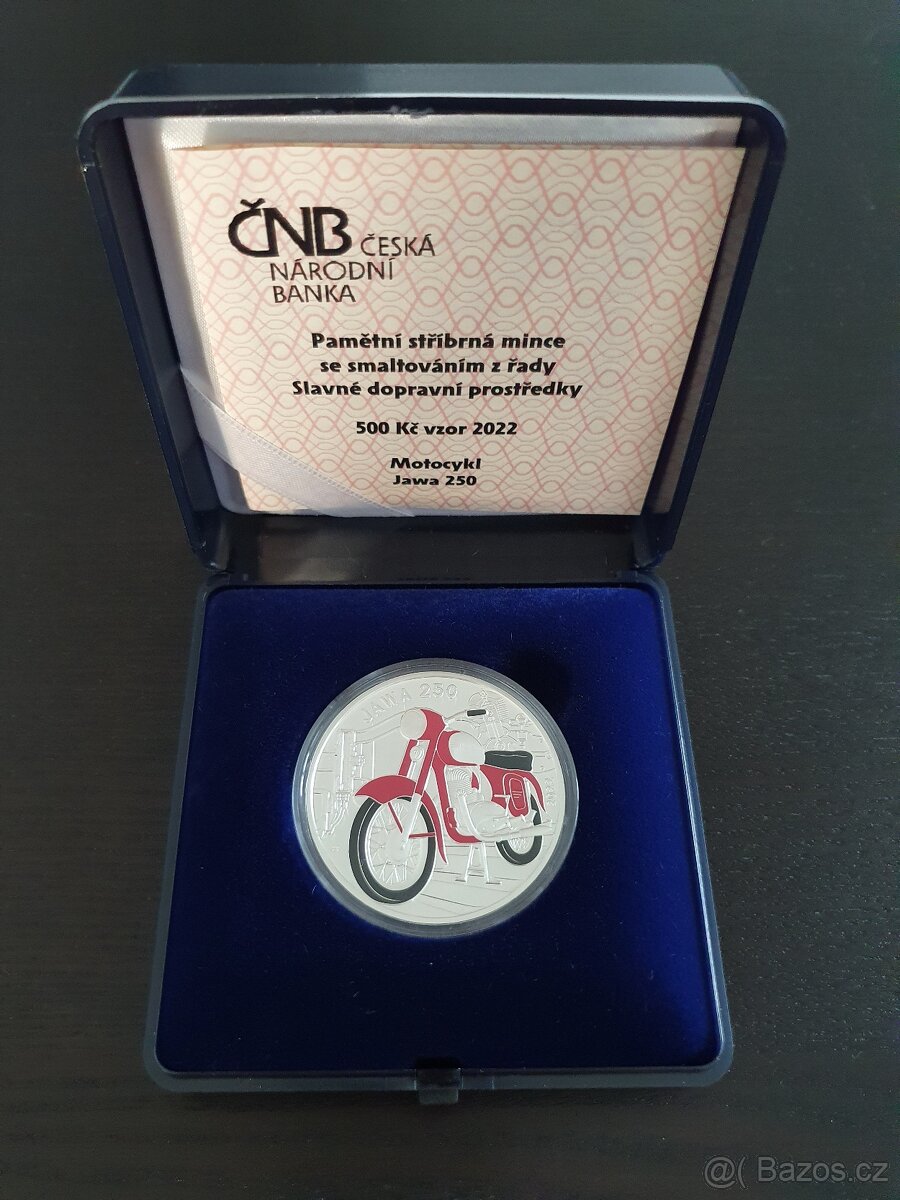 ČNB ČESKÁ
NÁRODNÍ
BANKA
Pamětní stříbrná mince
se smaltováním z řady
Slavné dopravní prostředky
500 Kč vzor 2022
Motocykl
Jawa 250
JAWA 250
@( Bazos.cz